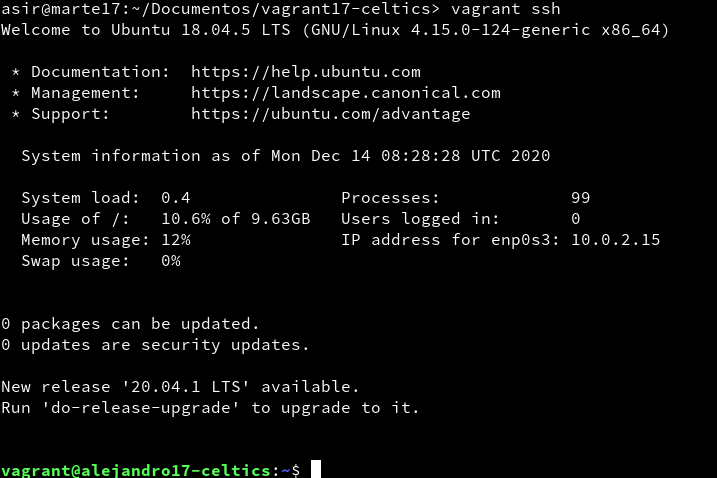 asir@marte17:~/Documentos/vagrant17-celtics> vagrant ssh
Welcome to Ubuntu 18.04.5 LTS (GNU/Linux 4.15.0-124-generic x86_64)

 * Documentation:  https://help.ubuntu.com
 * Management:     https://landscape.canonical.com
 * Support:        https://ubuntu.com/advantage

  System information as of Mon Dec 14 08:28:28 UTC 2020

  System load:  0.4               Processes:             99
  Usage of /:   10.6% of 9.63GB   Users logged in:       0
  Memory usage: 12%               IP address for enp0s3: 10.0.2.15
  Swap usage:   0%


0 packages can be updated.
0 updates are security updates.

New release '20.04.1 LTS' available.
Run 'do-release-upgrade' to upgrade to it.


vagrant@alejandro17-celtics:~$